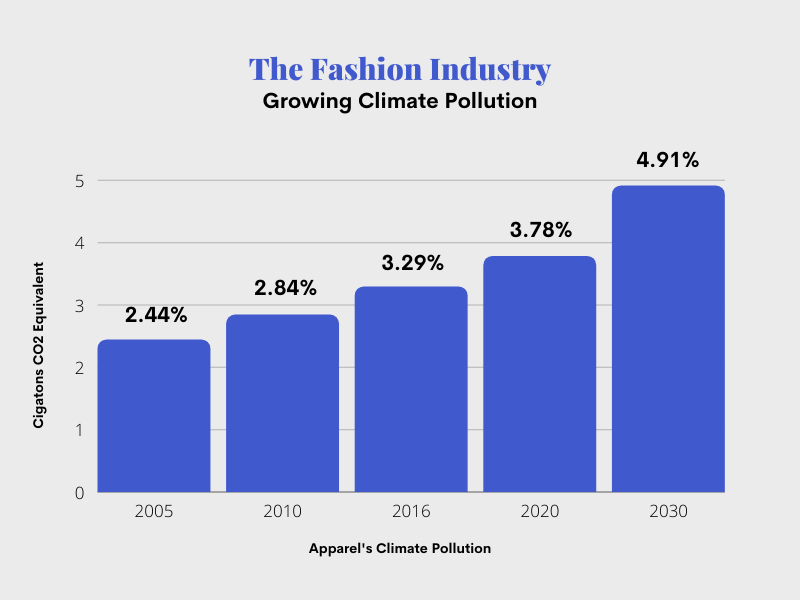 The Fashion Industry
Growing Climate Pollution
4.91%
5
3.78%
4
3.29%
2.84%
3
2.44%
Cigatons CO2 Equivalent
2
1
0
2005 2010 2016 2020 2030
Apparel's Climate Pollution